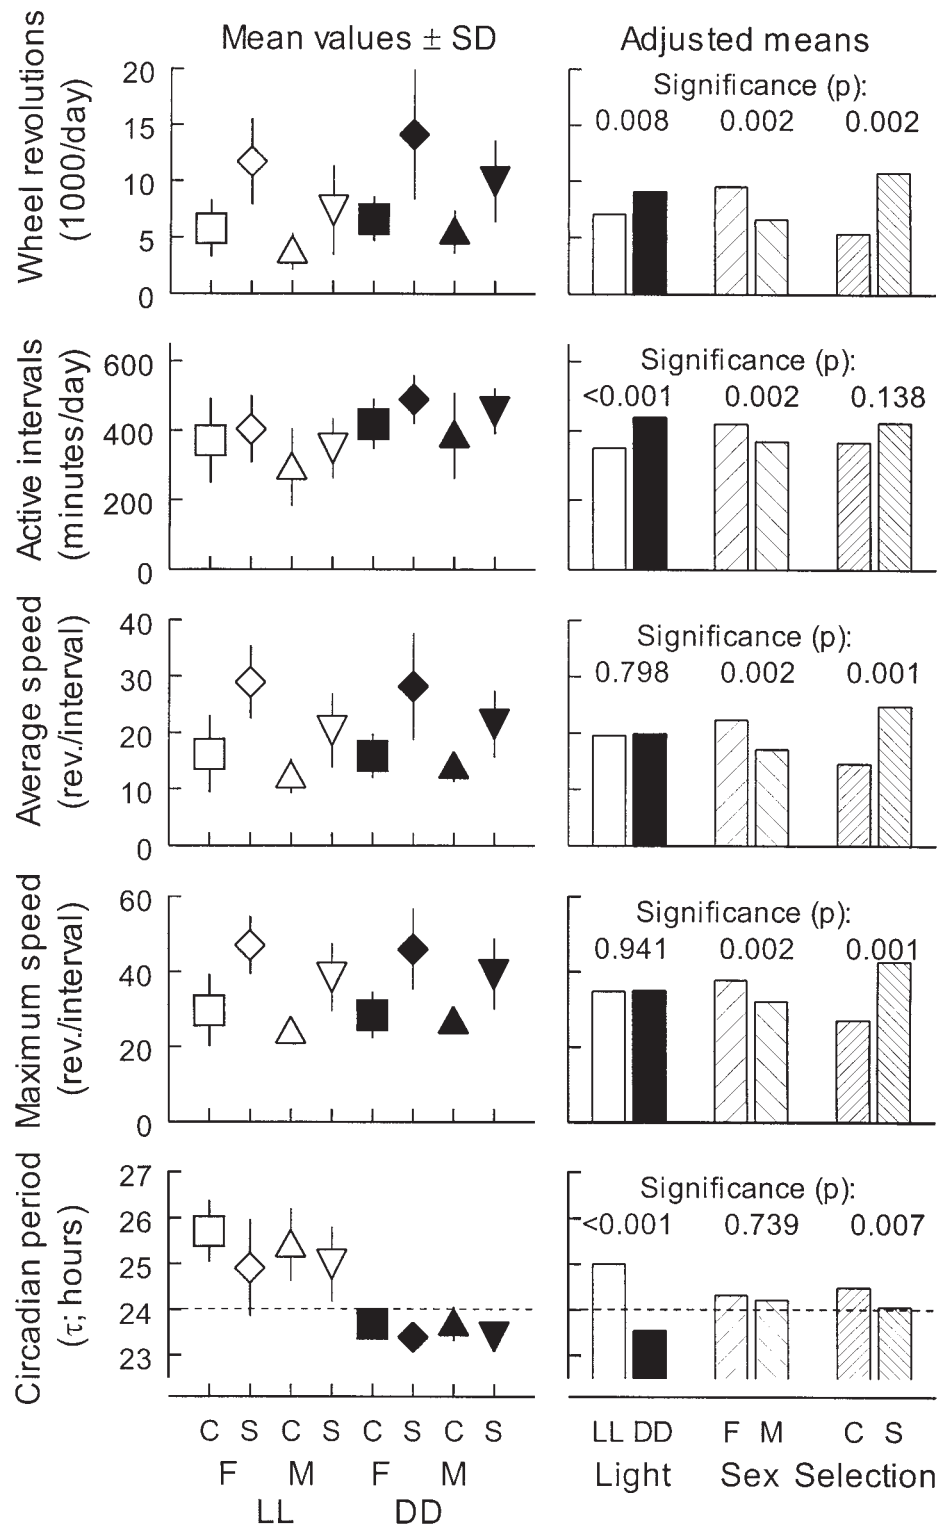 Mean values ± SD
Adjusted means
Wheel revolutions
(1000/day)
20
15
10
5
0
Significance (p):
0.008 0.002 0.002
Active intervals
(minutes/day)
600
400
200
0
Significance (p):
<0.001 0.002 0.138
Average speed
(rev./interval)
40
30
20
10
0
Significance (p):
0.798 0.002 0.001
Maximum speed
(rev./interval)
60
40
20
0
Significance (p):
0.941 0.002 0.001
Circadian period
(τ; hours)
27
26
25
24
23
Significance (p):
<0.001 0.739 0.007
C S C S C S C S
F M F M
LL DD
LL DD F M C S
Light Sex Selection